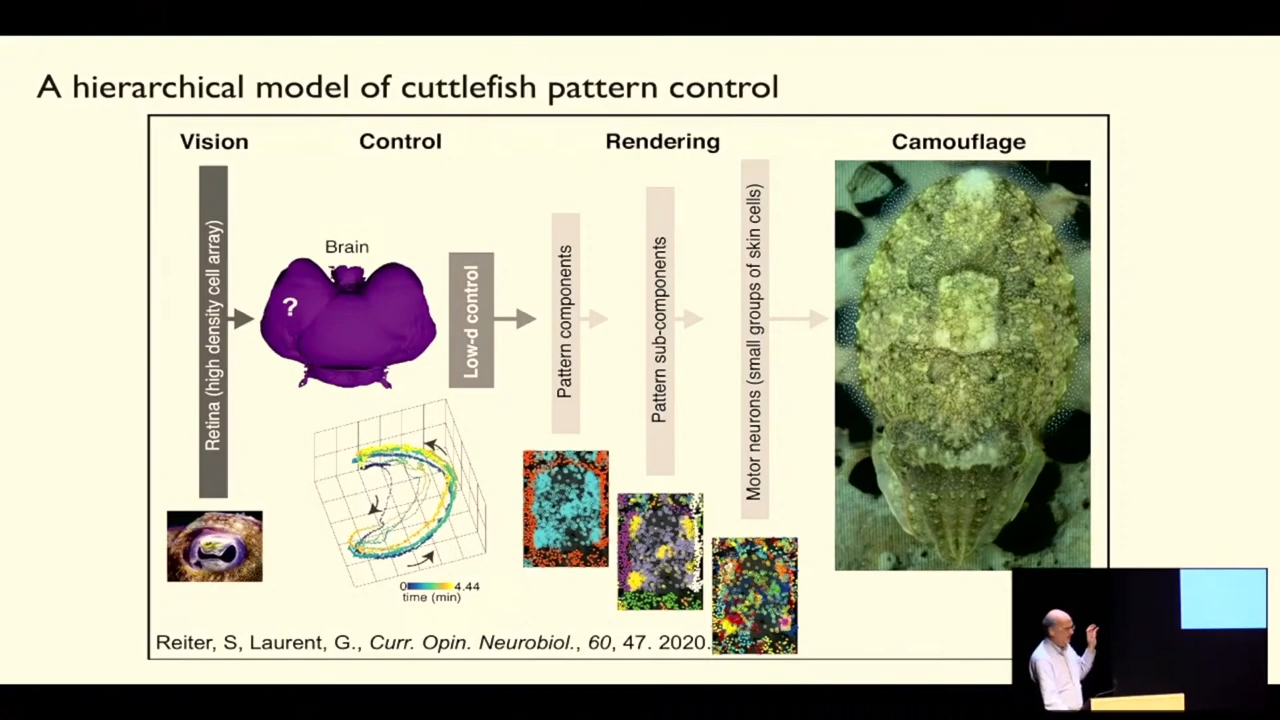 A hierarchical model of cuttlefish pattern control
Vision
Control
Rendering
Camouflage
Retina (high density cell array)
Brain
?
Low-d control
Pattern components
Pattern sub-components
Motor neurons (small groups of skin cells)
0 4.44
time (min)
Reiter, S, Laurent, G., Curr. Opin. Neurobiol., 60, 47. 2020.